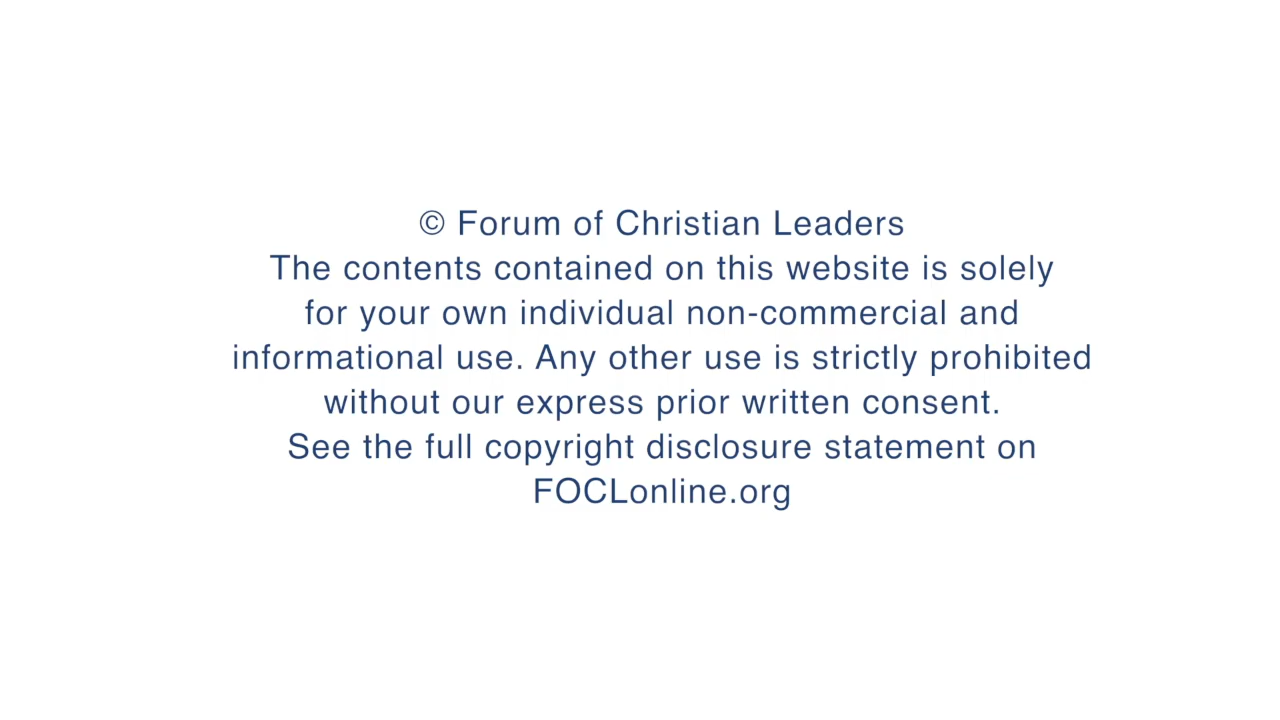 © Forum of Christian Leaders
The contents contained on this website is solely
for your own individual non-commercial and
informational use. Any other use is strictly prohibited
without our express prior written consent.
See the full copyright disclosure statement on
FOCLonline.org